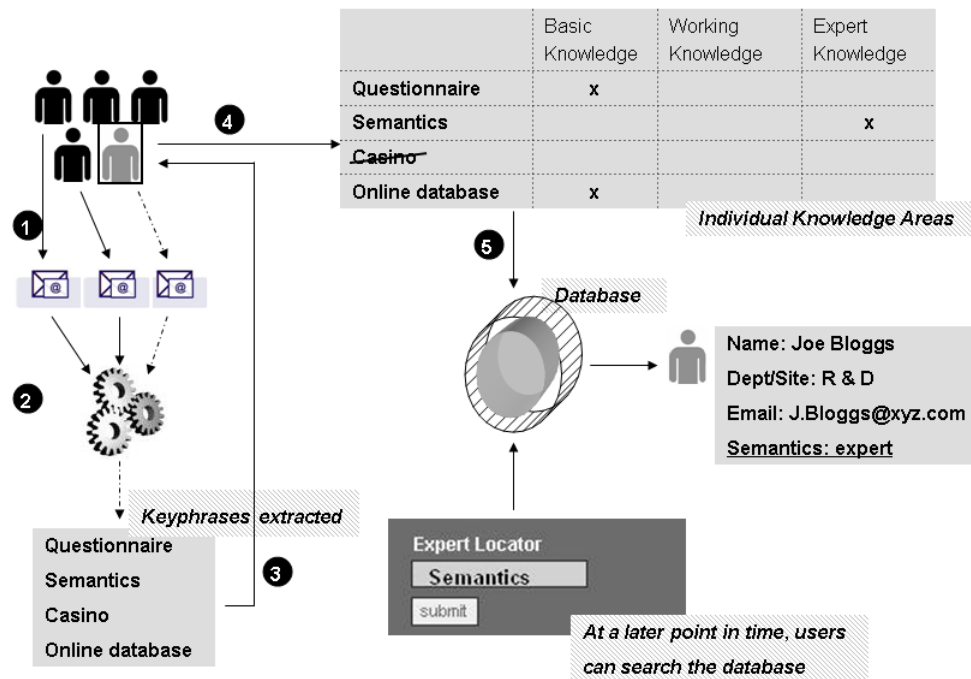 Basic Knowledge
Working Knowledge
Expert Knowledge
Questionnaire x
Semantics x
Casino
Online database x
Individual Knowledge Areas
4
1
@ @ @
2
Keyphrases extracted
Questionnaire
Semantics
Casino
Online database
3
5
Database
Name: Joe Bloggs
Dept/Site: R & D
Email: J.Bloggs@xyz.com
Semantics: expert
Expert Locator
Semantics
submit
At a later point in time, users
can search the database